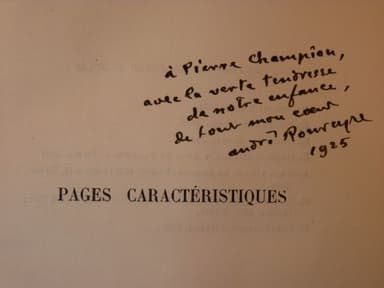 à Pierre Champion,
avec la verte tendresse
de notre enfance,
de tout mon cœur
andré Rouveyre
1925
PAGES CARACTÉRISTIQUES